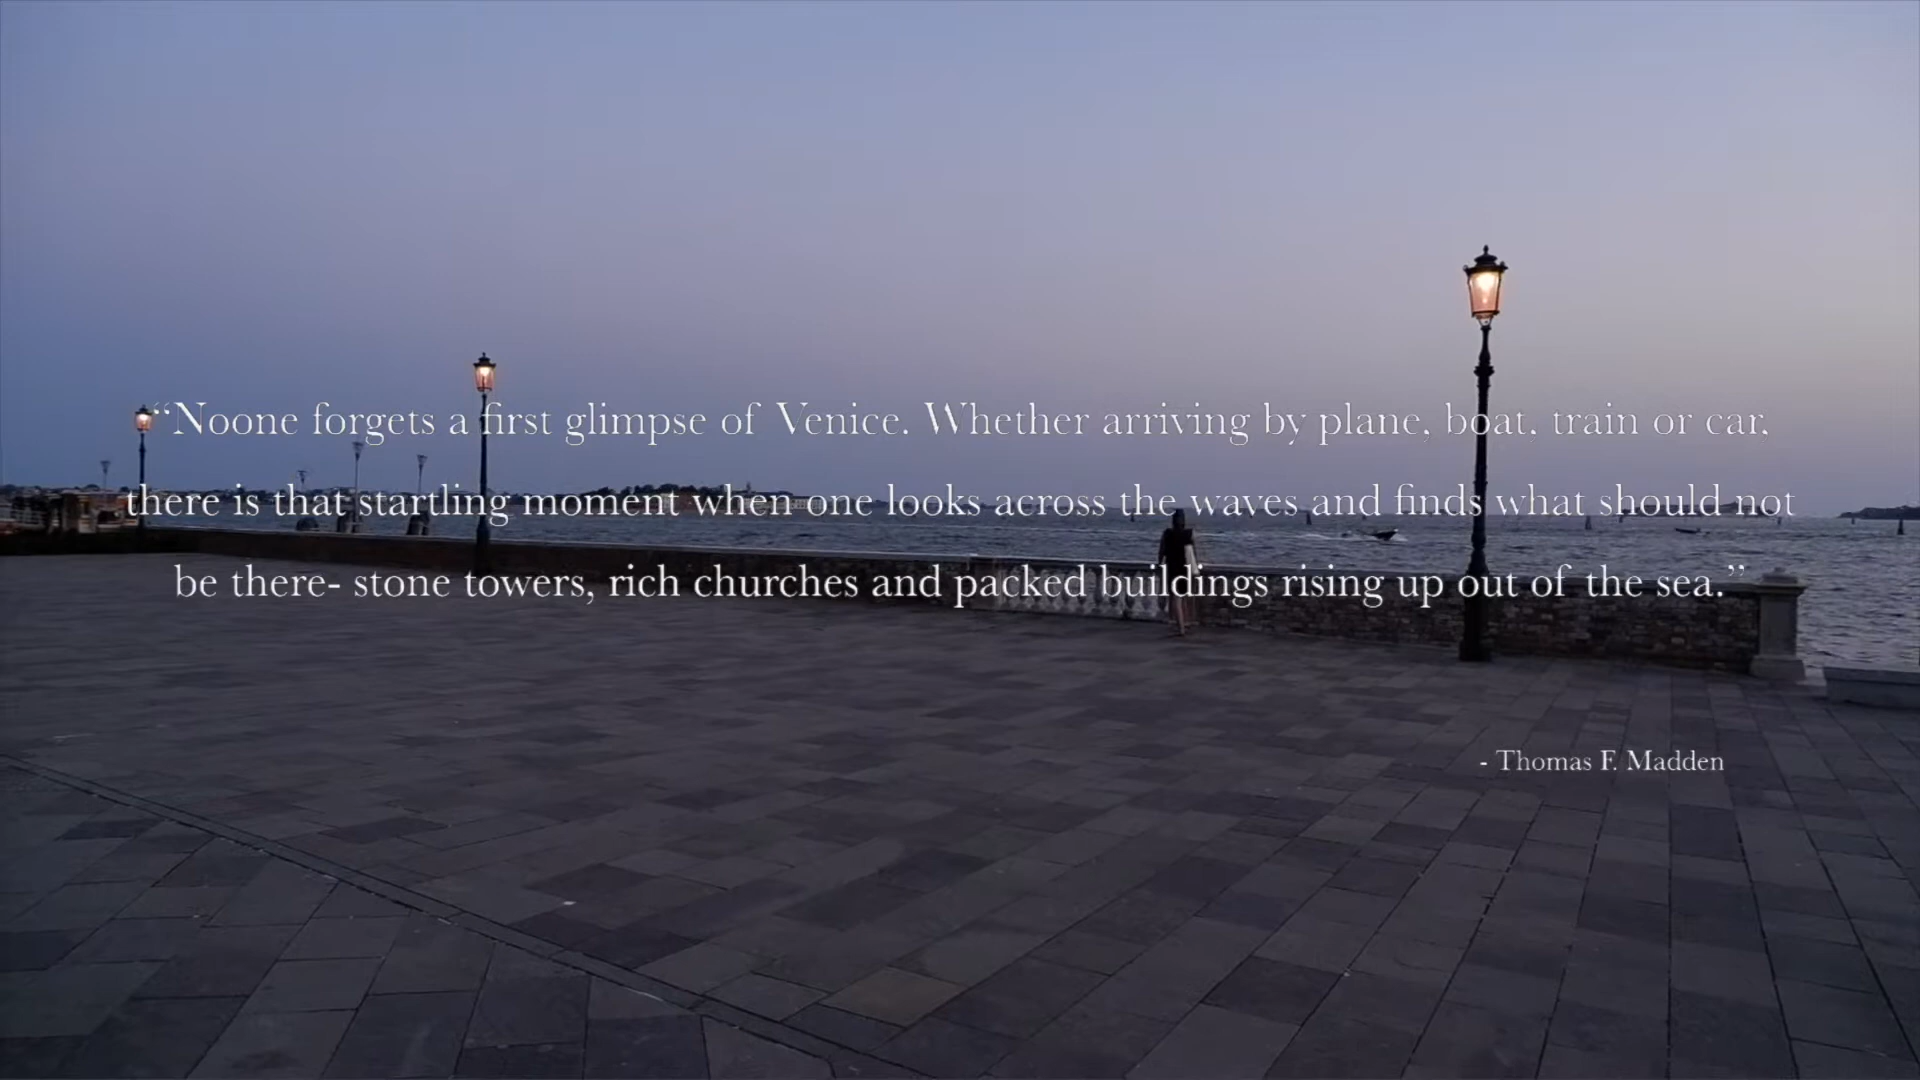 “Noone forgets a first glimpse of Venice. Whether arriving by plane, boat, train or car,
there is that startling moment when one looks across the waves and finds what should not
be there- stone towers, rich churches and packed buildings rising up out of the sea.”
- Thomas F. Madden